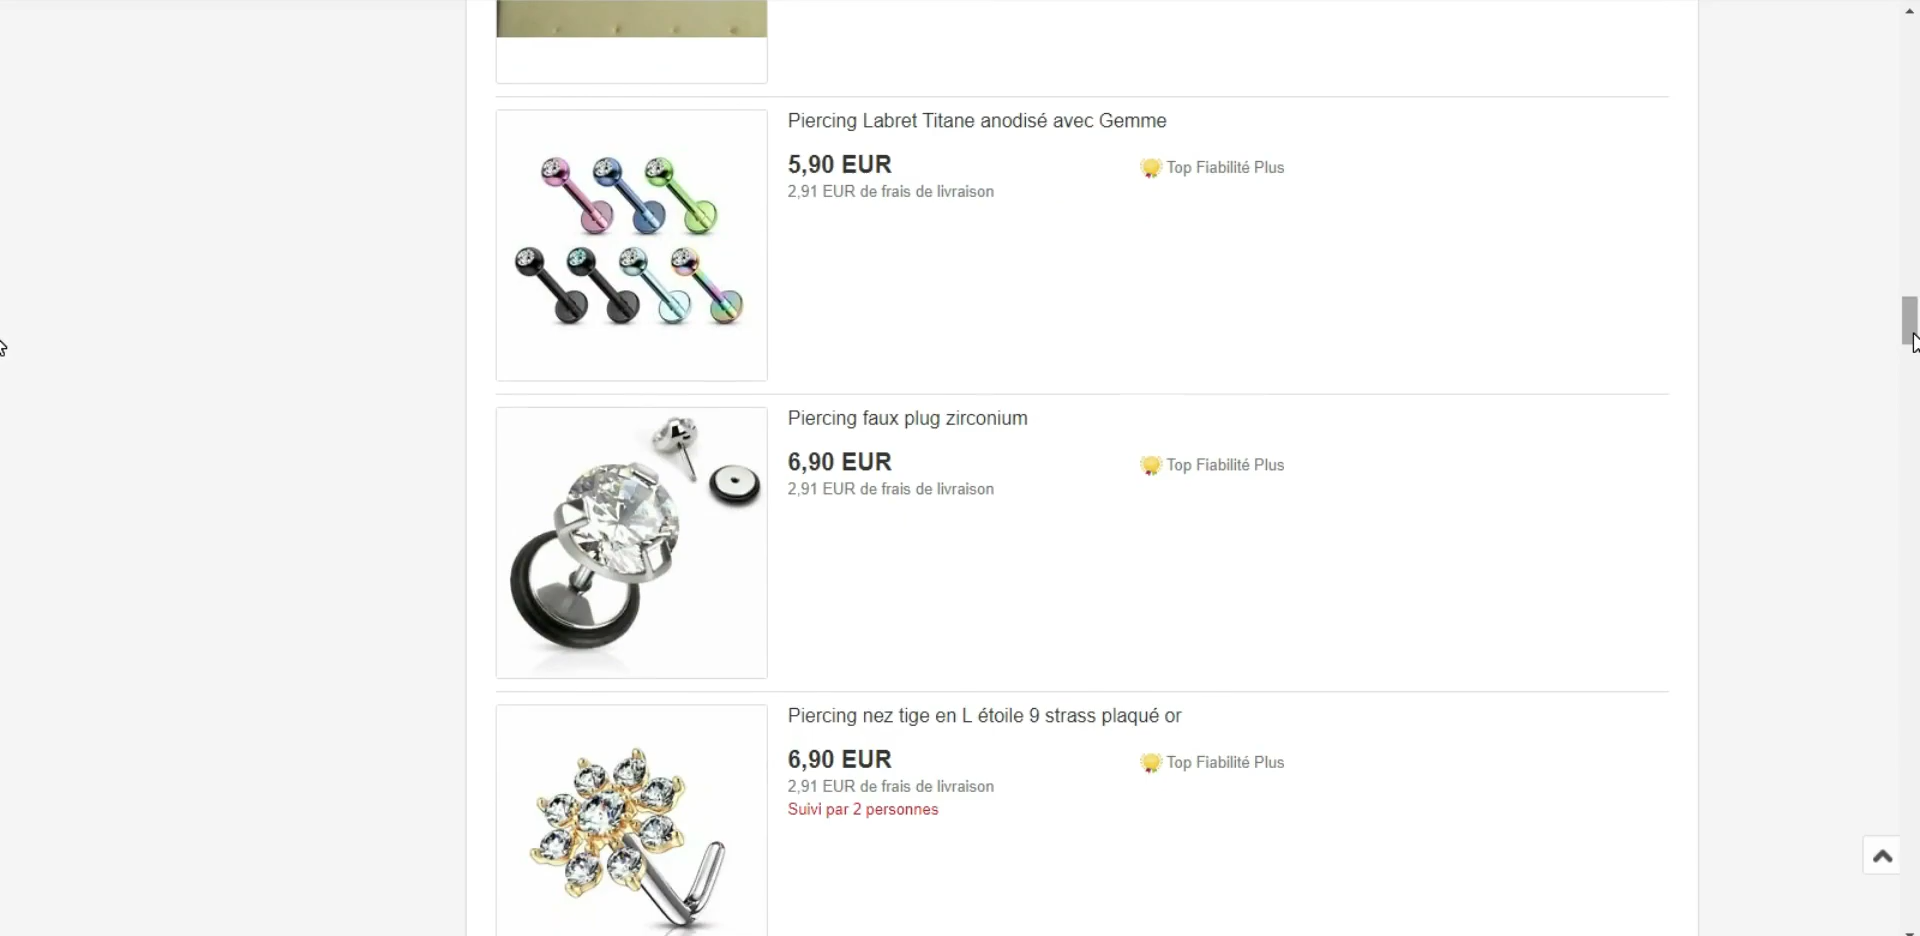 Piercing Labret Titane anodisé avec Gemme
5,90 EUR
Top Fiabilité Plus
2,91 EUR de frais de livraison
Piercing faux plug zirconium
6,90 EUR
Top Fiabilité Plus
2,91 EUR de frais de livraison
Piercing nez tige en L étoile 9 strass plaqué or
6,90 EUR
Top Fiabilité Plus
2,91 EUR de frais de livraison
Suivi par 2 personnes